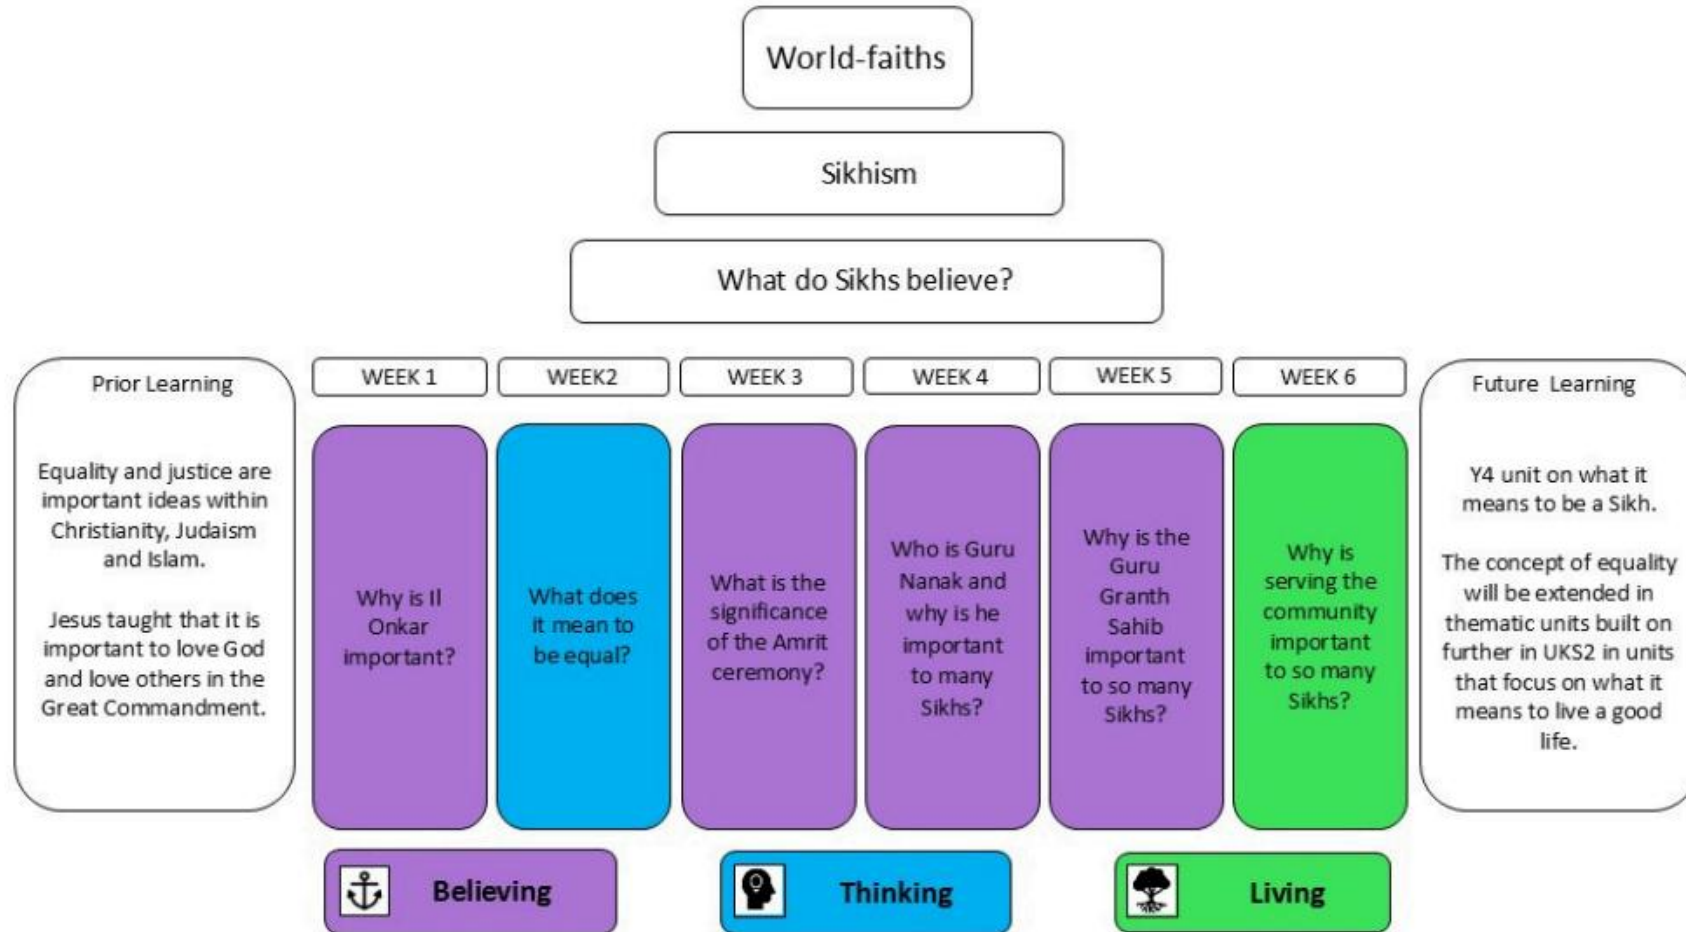 World-faiths
Sikhism
What do Sikhs believe?
Prior Learning
Equality and justice are
important ideas within
Christianity, Judaism
and Islam.
Jesus taught that it is
important to love God
and love others in the
Great Commandment.
WEEK 1
Why is Il
Onkar
important?
WEEK2
What does
it mean to
be equal?
WEEK 3
What is the
significance
of the Amrit
ceremony?
WEEK 4
Who is Guru
Nanak and
why is he
important
to many
Sikhs?
WEEK 5
Why is the
Guru
Granth
Sahib
important
to so many
Sikhs?
WEEK 6
Why is
serving the
community
important
to so many
Sikhs?
Future Learning
Y4 unit on what it
means to be a Sikh.
The concept of equality
will be extended in
thematic units built on
further in UKS2 in units
that focus on what it
means to live a good
life.
Believing
Thinking
Living